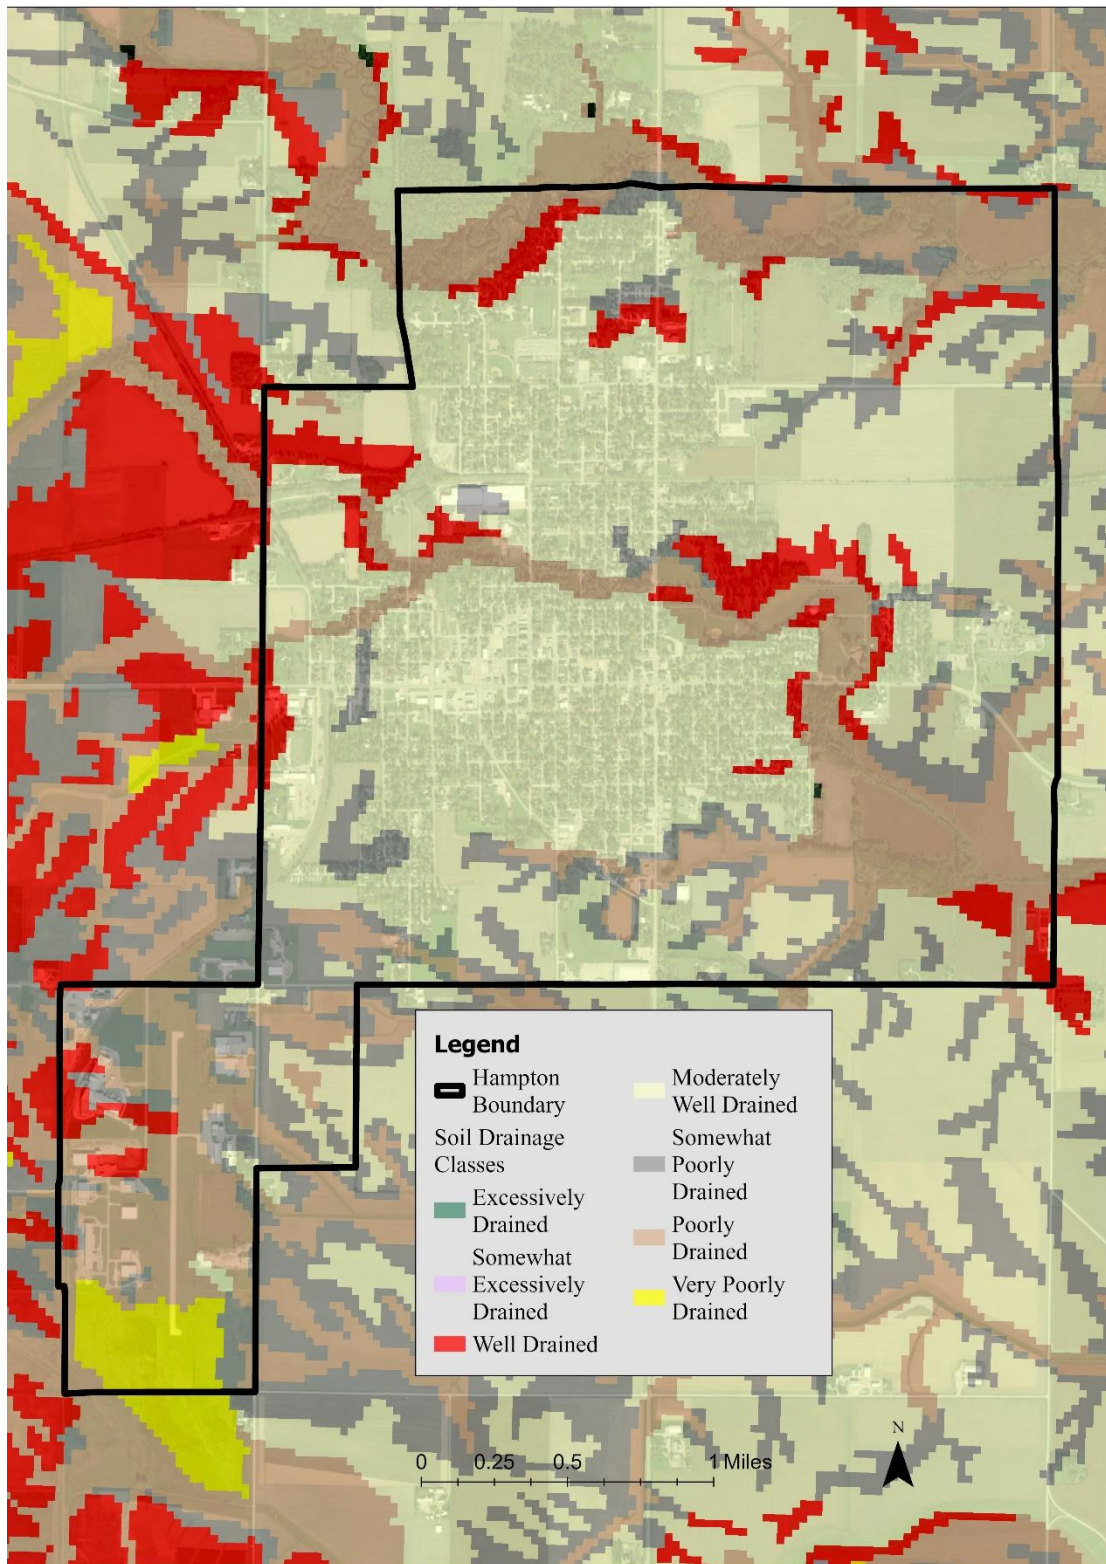 Legend
Hampton
Boundary
Soil Drainage
Classes
Excessively
Drained
Somewhat
Excessively
Drained
Well Drained
Moderately
Well Drained
Somewhat
Poorly
Drained
Poorly
Drained
Very Poorly
Drained
N
0 0.25 0.5 1 Miles